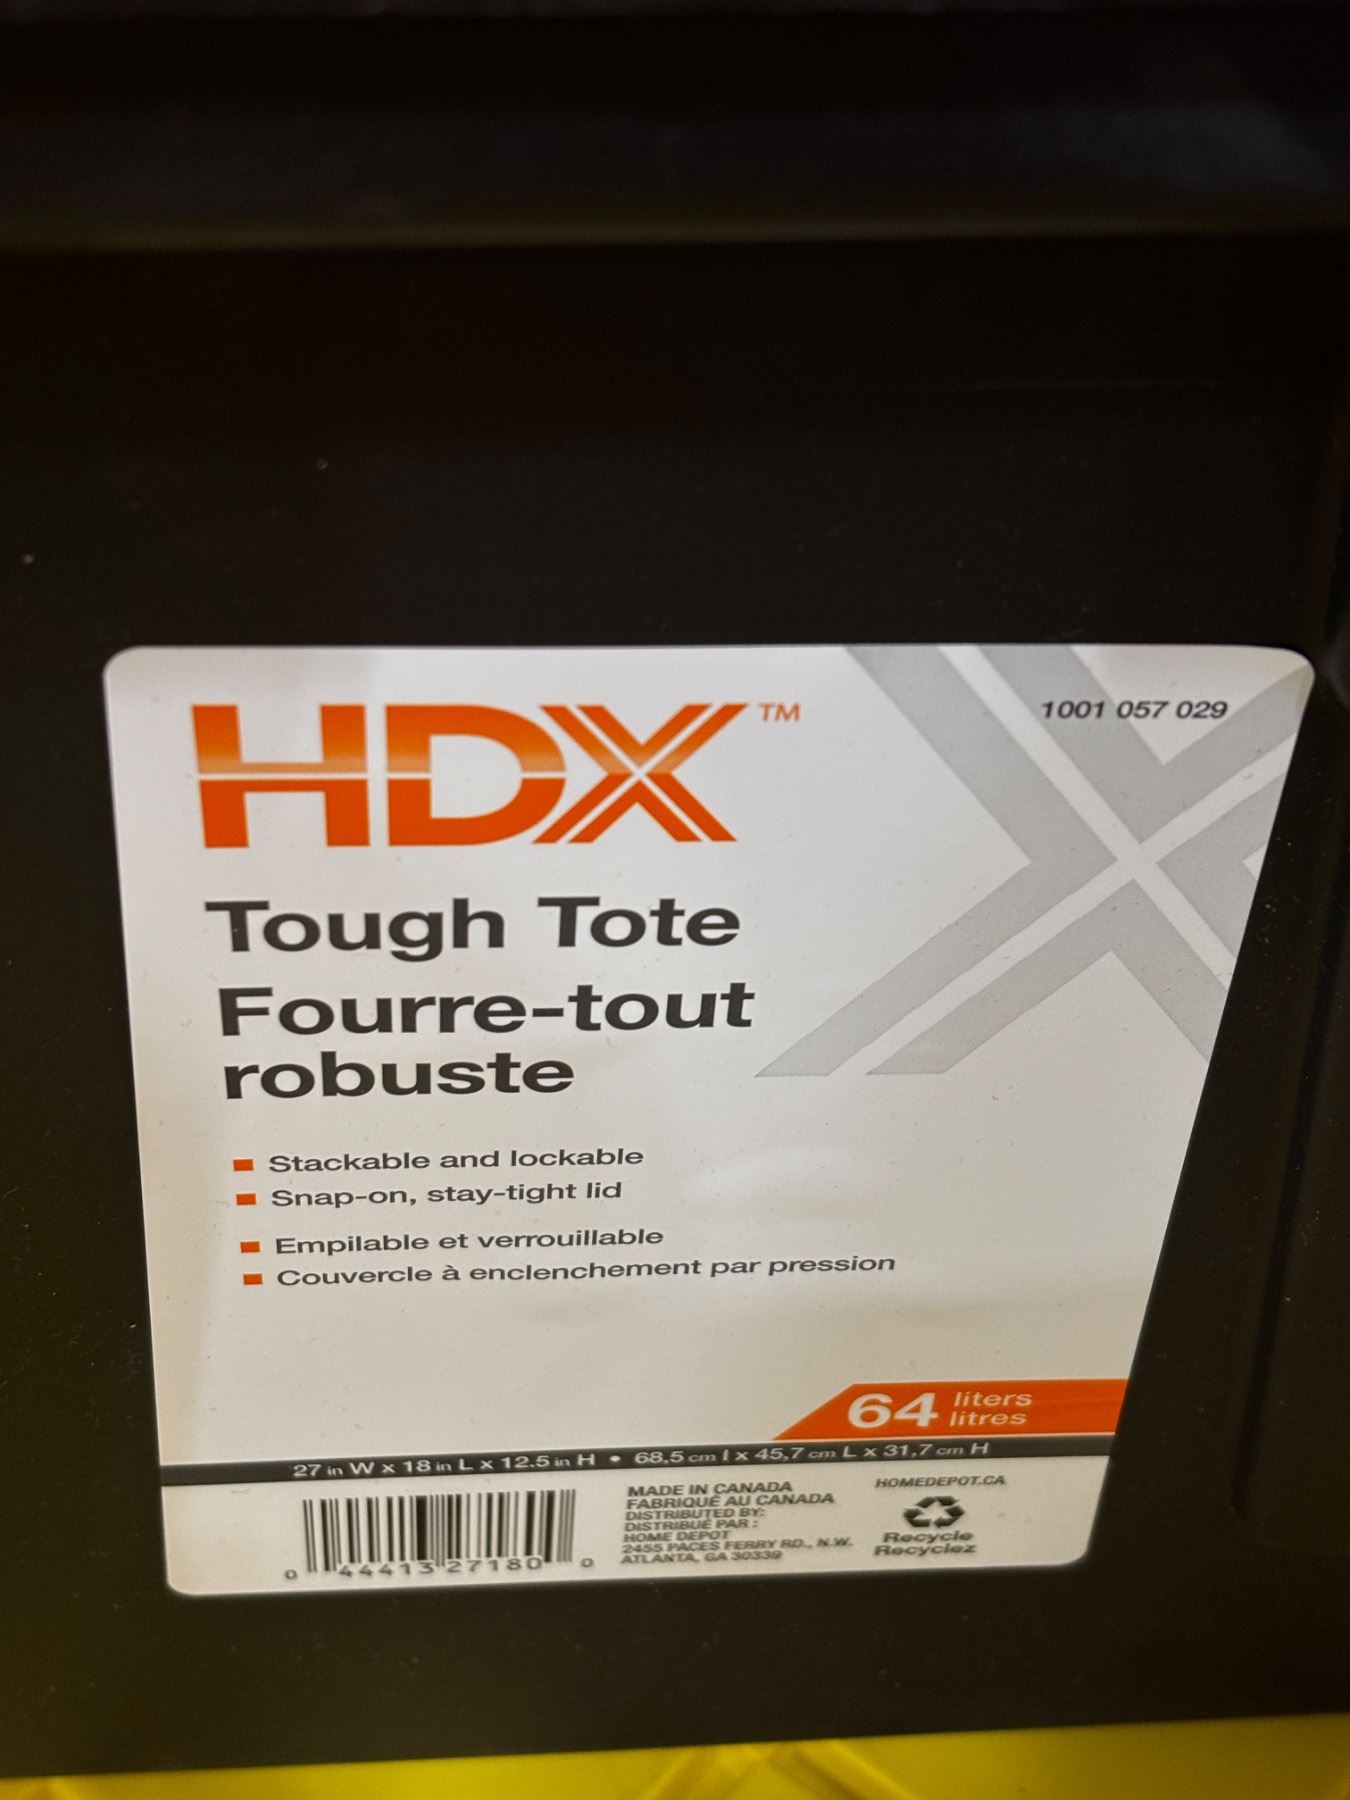 HDX™
1001 057 029
Tough Tote
Fourre-tout
robuste
Stackable and lockable
Snap-on, stay-tight lid
Empilable et verrouillable
Couvercle à enclenchement par pression
64 liters
litres
27 in W x 18 in L x 12.5 in H • 68,5 cm l x 45,7 cm L x 31,7 cm H
MADE IN CANADA
FABRIQUÉ AU CANADA
DISTRIBUTED BY:
DISTRIBUÉ PAR :
HOME DEPOT
2455 PACES FERRY RD., N.W.
ATLANTA, GA 30339
HOMEDEPOT.CA
Recycle
Recyclez
0 44413 27180 0